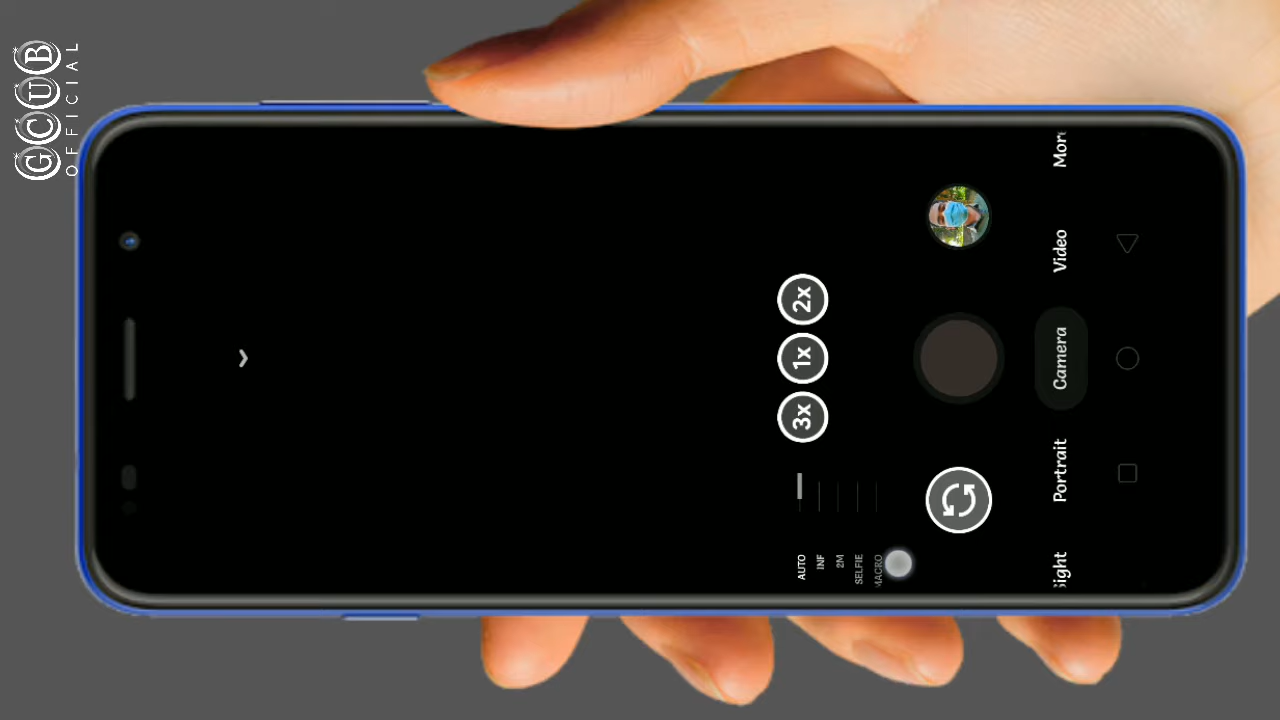 GCUB
OFFICIAL
2x
1x
3x
AUTO
INF
2M
SELFIE
MACRO
More
Video
Camera
Portrait
sight